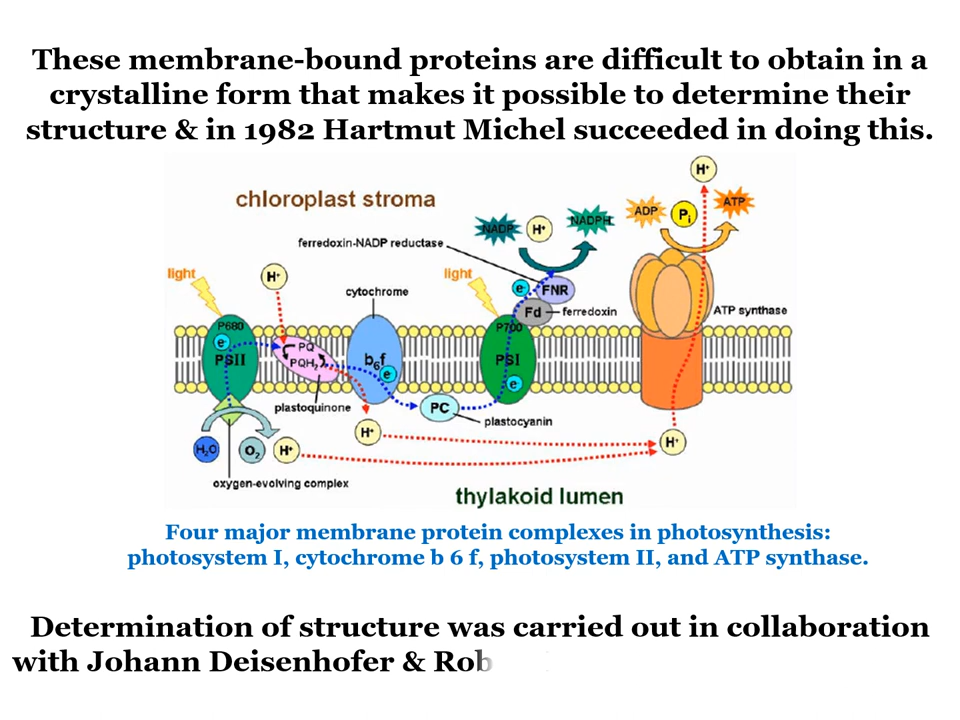 These membrane-bound proteins are difficult to obtain in a
crystalline form that makes it possible to determine their
structure & in 1982 Hartmut Michel succeeded in doing this.
H+
chloroplast stroma
ADP
Pi
ATP
NADP
H+
NADPH
ferredoxin-NADP reductase
light
H+
light
cytochrome
e-
FNR
Fd
ferredoxin
ATP synthase
P680
P700
e-
PQ
PSII
PQH2
b6f
e-
PSI
e-
plastoquinone
PC
plastocyanin
H+
H+
H2O
O2
H+
oxygen-evolving complex
thylakoid lumen
Four major membrane protein complexes in photosynthesis:
photosystem I, cytochrome b 6 f, photosystem II, and ATP synthase.
Determination of structure was carried out in collaboration
with Johann Deisenhofer & Rob